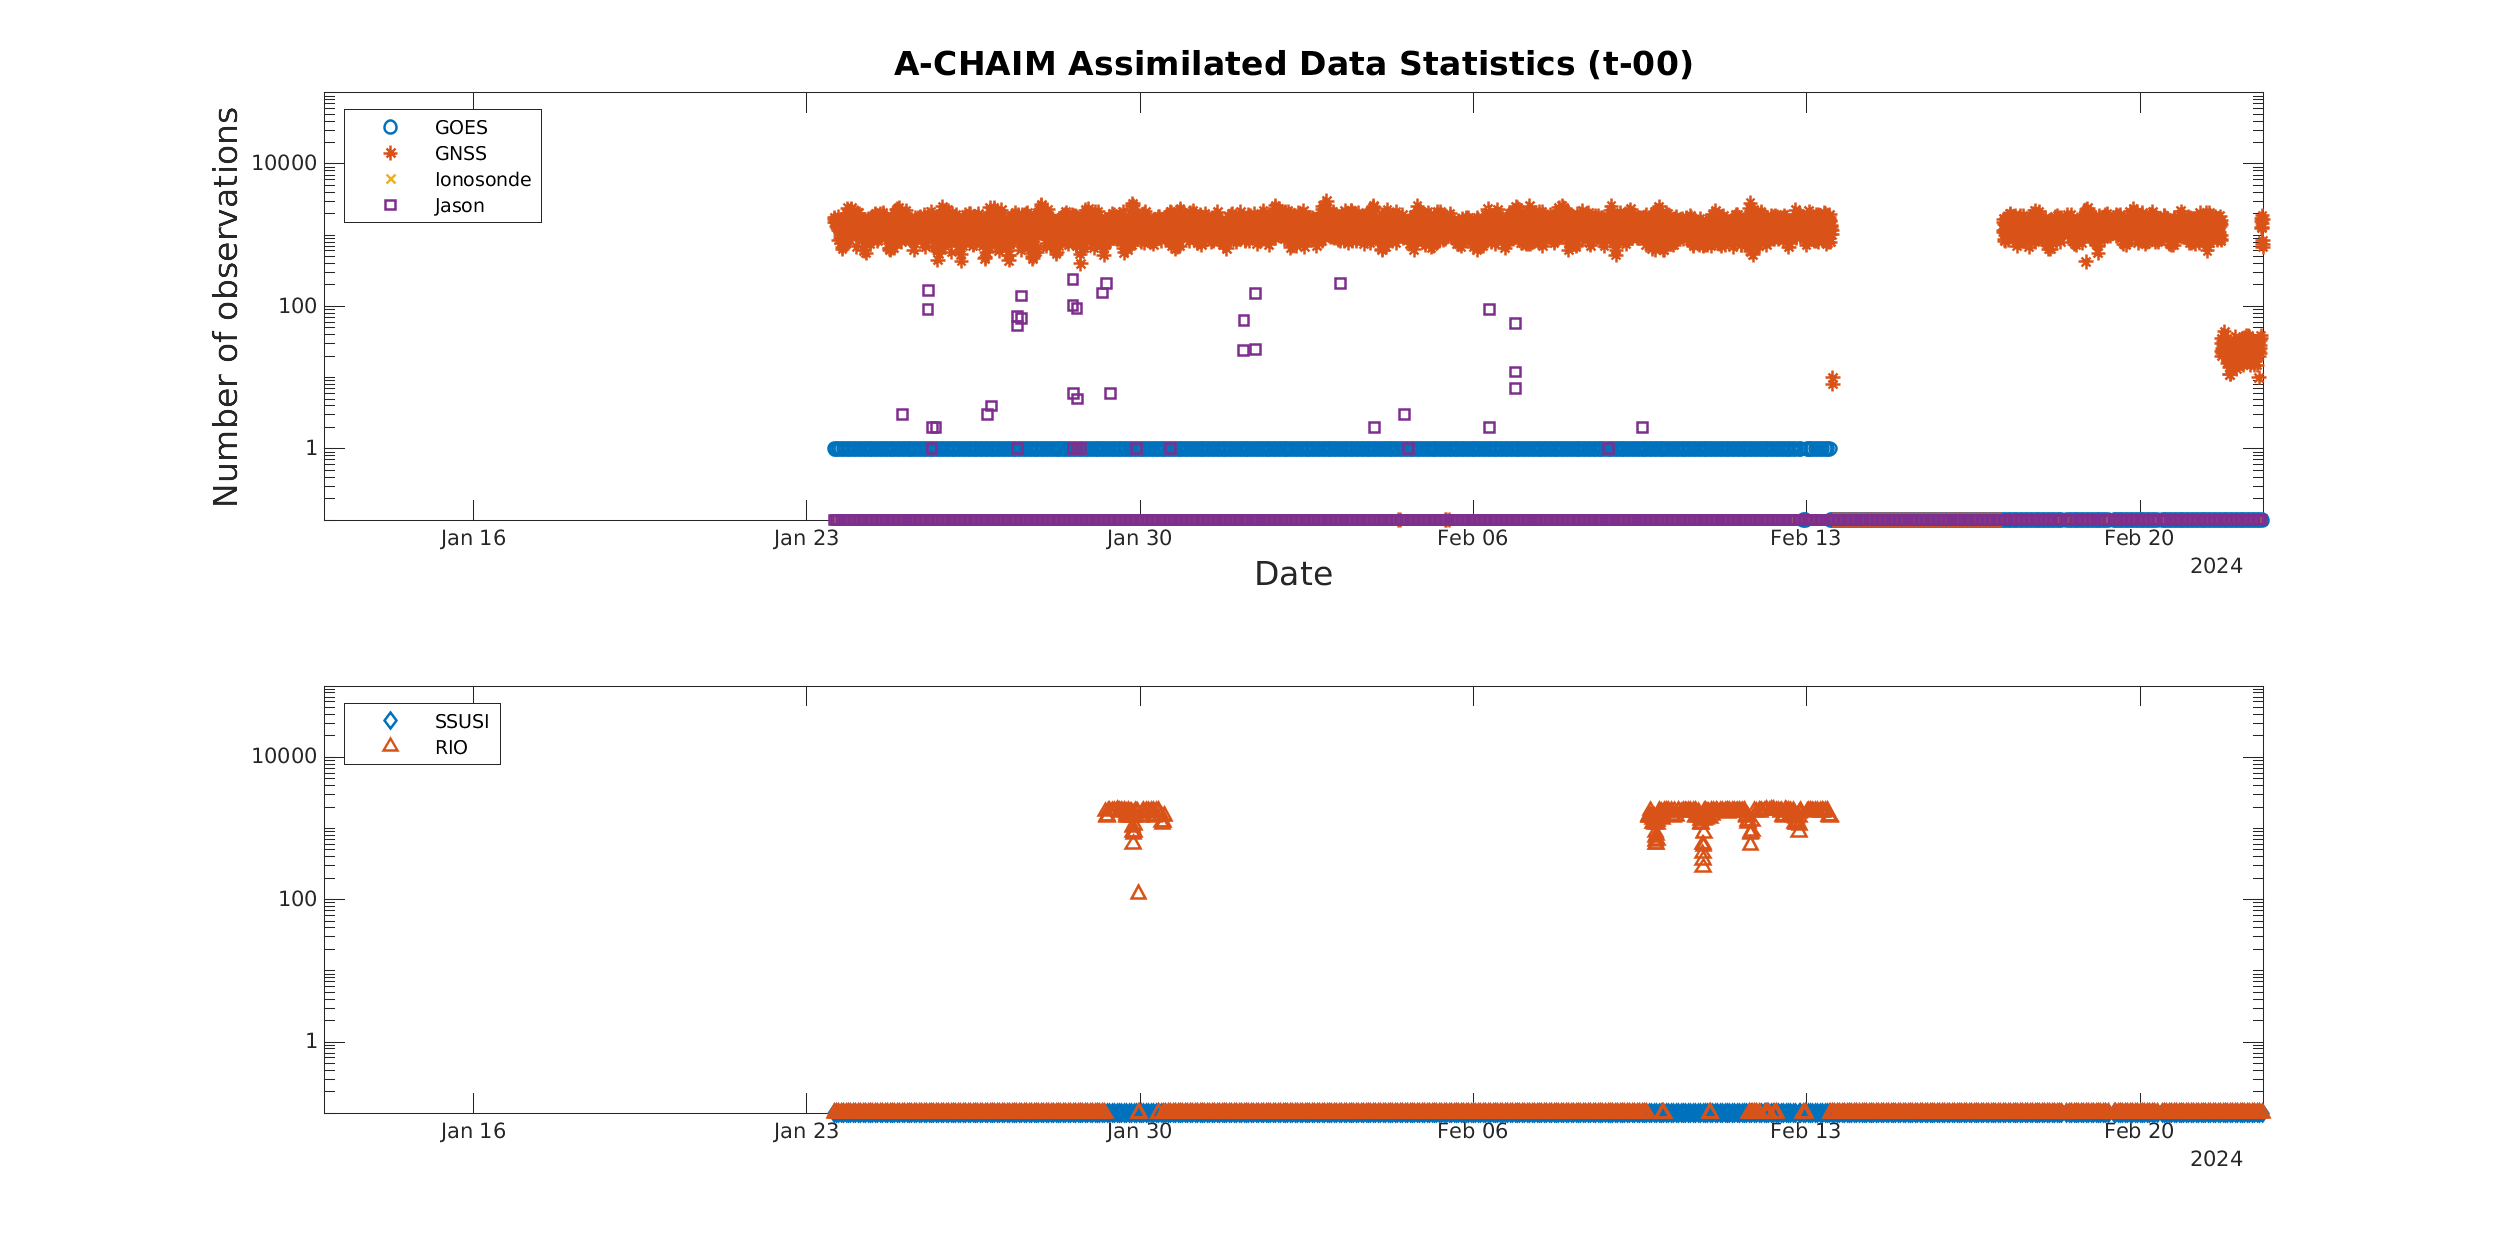 A-CHAIM Assimilated Data Statistics (t-00)
Number of observations
10000
100
1
GOES
GNSS
Ionosonde
Jason
Jan 16
Jan 23
Jan 30
Feb 06
Feb 13
Feb 20
2024
Date
10000
100
1
SSUSI
RIO
Jan 16
Jan 23
Jan 30
Feb 06
Feb 13
Feb 20
2024